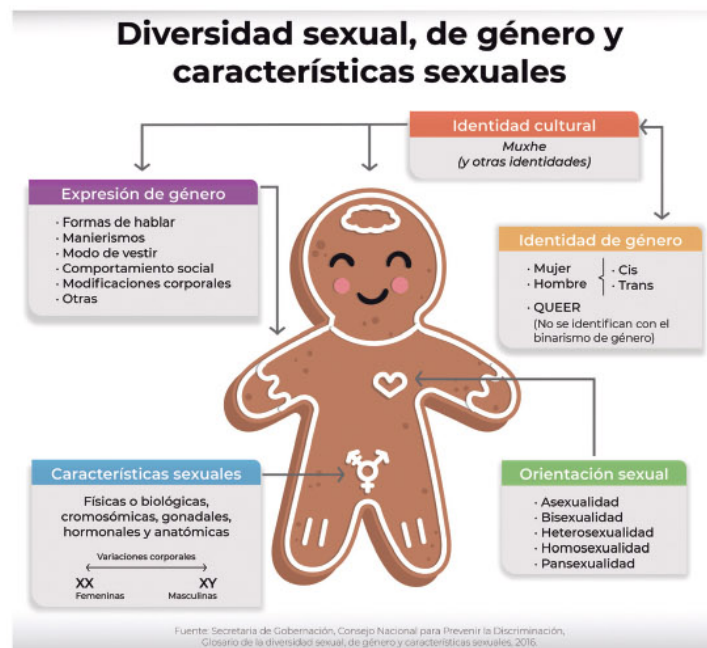 Diversidad sexual, de género y
características sexuales
Identidad cultural
Muxhe
(y otras identidades)
Expresión de género
· Formas de hablar
· Manierismos
· Modo de vestir
· Comportamiento social
· Modificaciones corporales
· Otras
Identidad de género
· Mujer
· Hombre
· Cis
· Trans
· QUEER
(No se identifican con el
binarismo de género)
Características sexuales
Físicas o biológicas,
cromosómicas, gonadales,
hormonales y anatómicas
Variaciones corporales
XX
Femeninas
XY
Masculinas
Orientación sexual
· Asexualidad
· Bisexualidad
· Heterosexualidad
· Homosexualidad
· Pansexualidad
Fuente: Secretaría de Gobernación, Consejo Nacional para Prevenir la Discriminación,
Glosario de la diversidad sexual, de género y características sexuales, 2016.